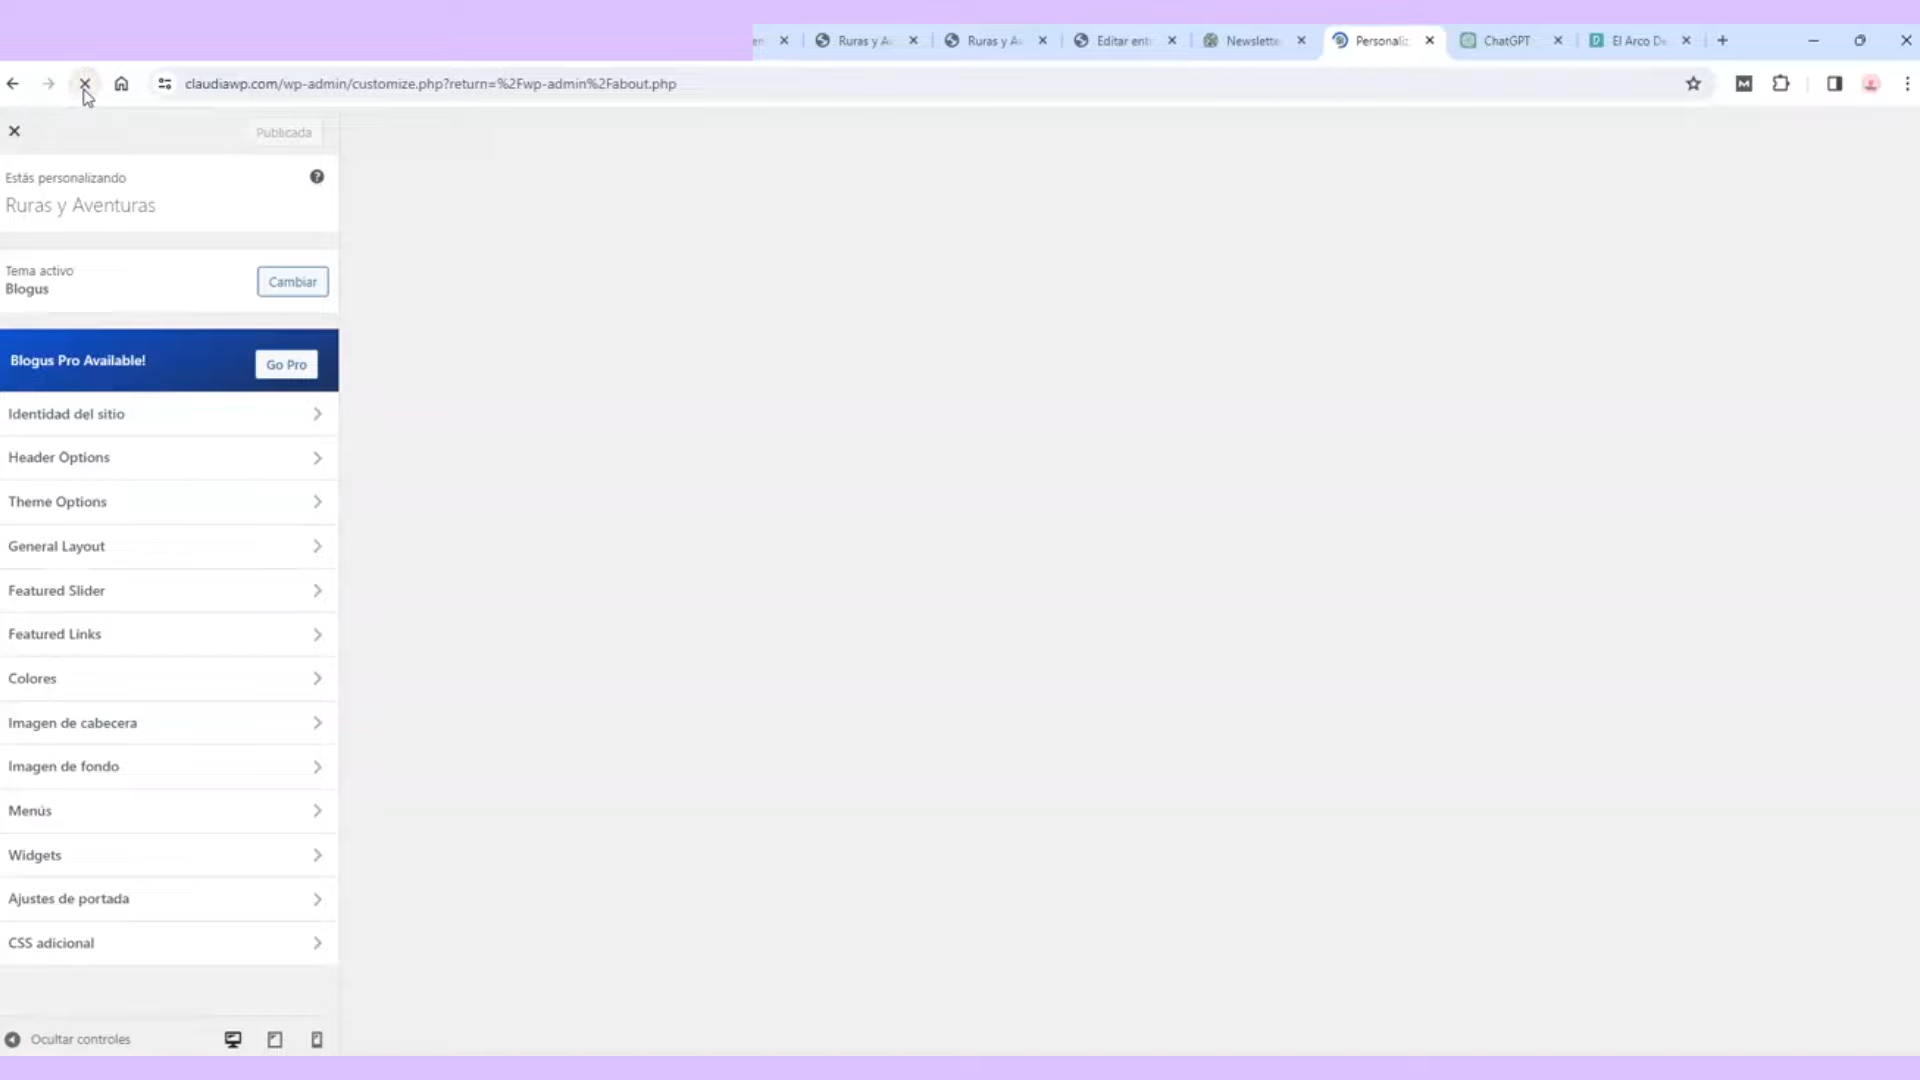 en
Ruras y A
Ruras y A
Editar ent
Newslette
Personaliz
ChatGPT
El Arco De
claudiawp.com/wp-admin/customize.php?return=%2Fwp-admin%2Fabout.php
Publicada
Estás personalizando
Ruras y Aventuras
Tema activo
Blogus
Cambiar
Blogus Pro Available!
Go Pro
Identidad del sitio
Header Options
Theme Options
General Layout
Featured Slider
Featured Links
Colores
Imagen de cabecera
Imagen de fondo
Menús
Widgets
Ajustes de portada
CSS adicional
Ocultar controles